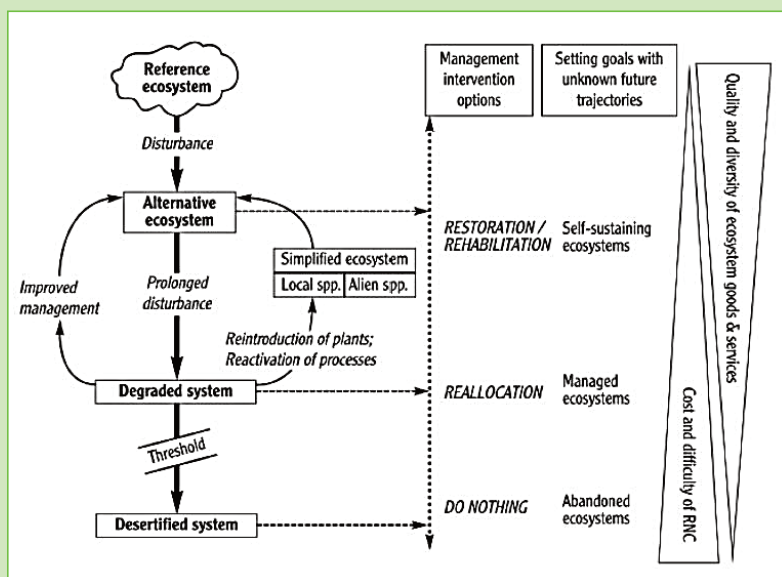 Reference
ecosystem
Disturbance
Alternative
ecosystem
Improved
management
Prolonged
disturbance
Simplified ecosystem
Local spp.
Alien spp.
Reintroduction of plants;
Reactivation of processes
Degraded system
Threshold
Desertified system
Management
intervention
options
Setting goals with
unknown future
trajectories
RESTORATION /
REHABILITATION
Self-sustaining
ecosystems
REALLOCATION
Managed
ecosystems
DO NOTHING
Abandoned
ecosystems
Cost and difficulty of RNC
Quality and diversity of ecosystem goods & services